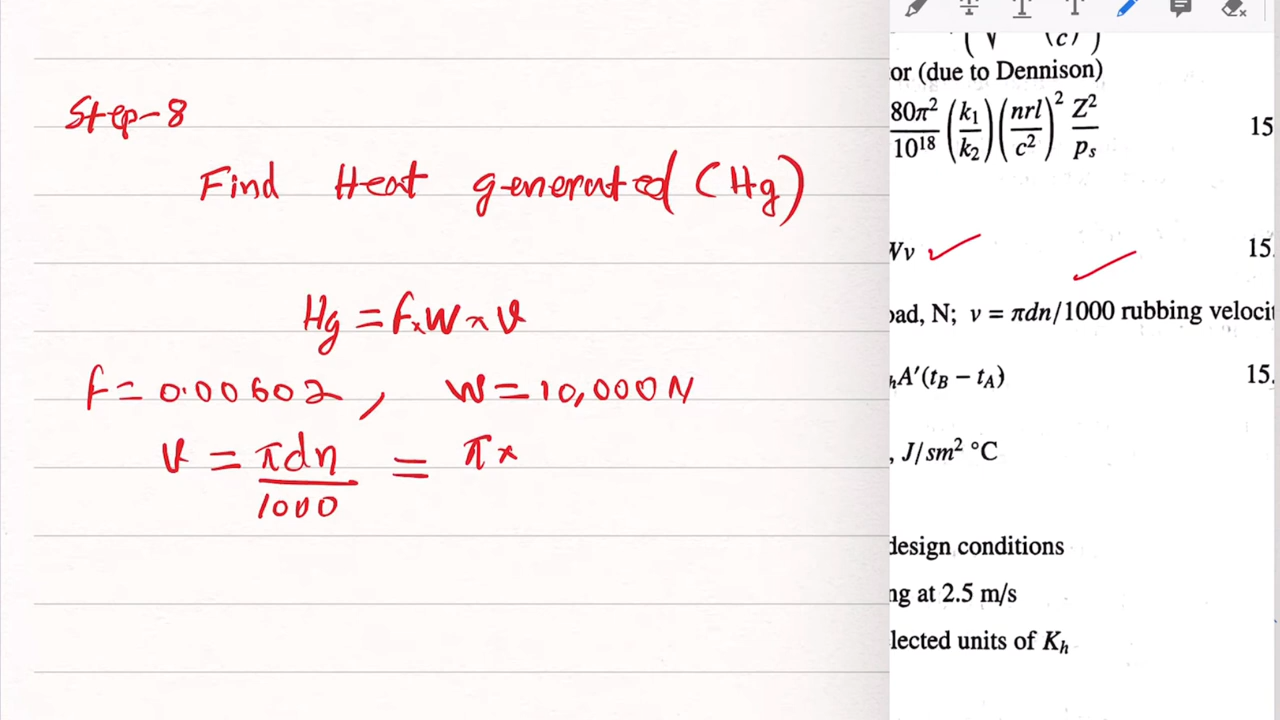 Step-8
Find Heat generated (Hg)
Hg = f×W×v
f = 0.00602, W = 10,000 N
v = πdn/1000 = π×
or (due to Dennison)
80π²/10¹⁸ (k₁/k₂)(nrl/c²)² Z²/pₛ 15
Wv 15.
oad, N; v = πdn/1000 rubbing veloci
ₕA′(t_B − t_A) 15.
, J/sm² °C
design conditions
ng at 2.5 m/s
lected units of Kₕ